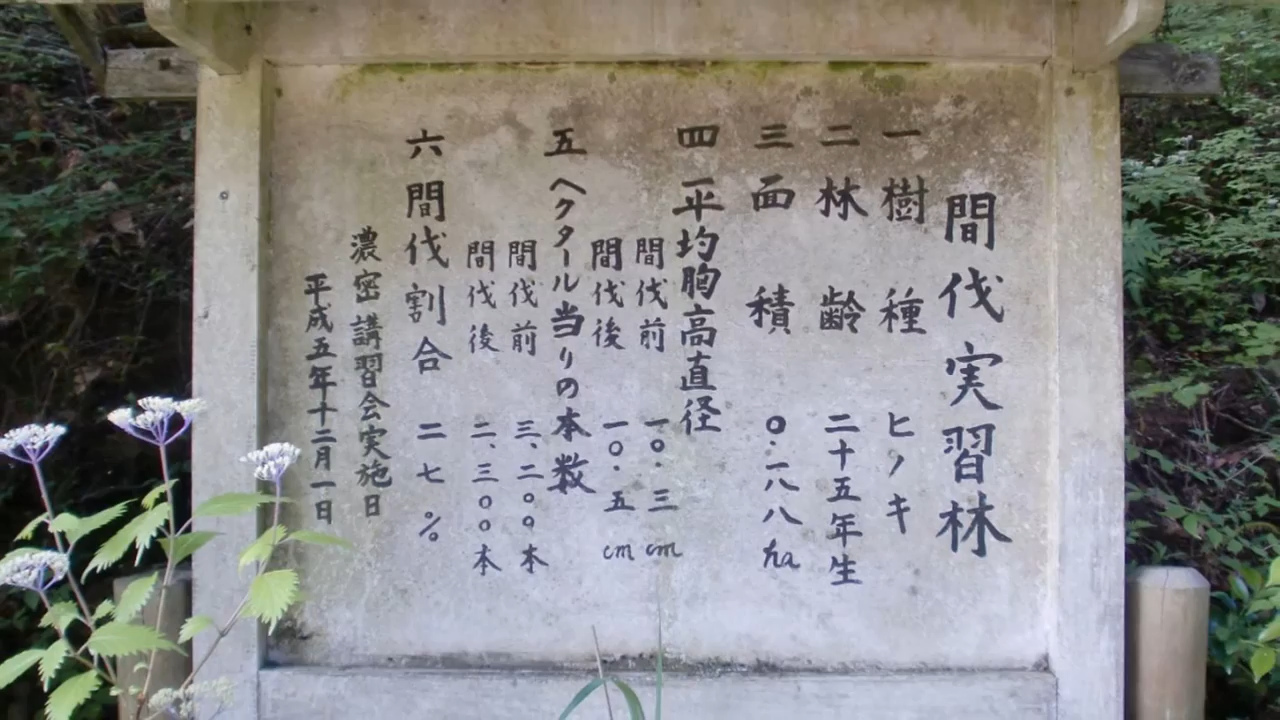 間伐実習林
一樹種 ヒノキ
二林齢 二十五年生
三面積 〇・一八八ha
四平均胸高直径
間伐前 一〇・三cm
間伐後 一〇・五cm
五ヘクタール当りの本数
間伐前 三、二〇〇本
間伐後 二、三〇〇本
六間伐割合 二七%
濃密講習会実施日
平成五年十二月一日